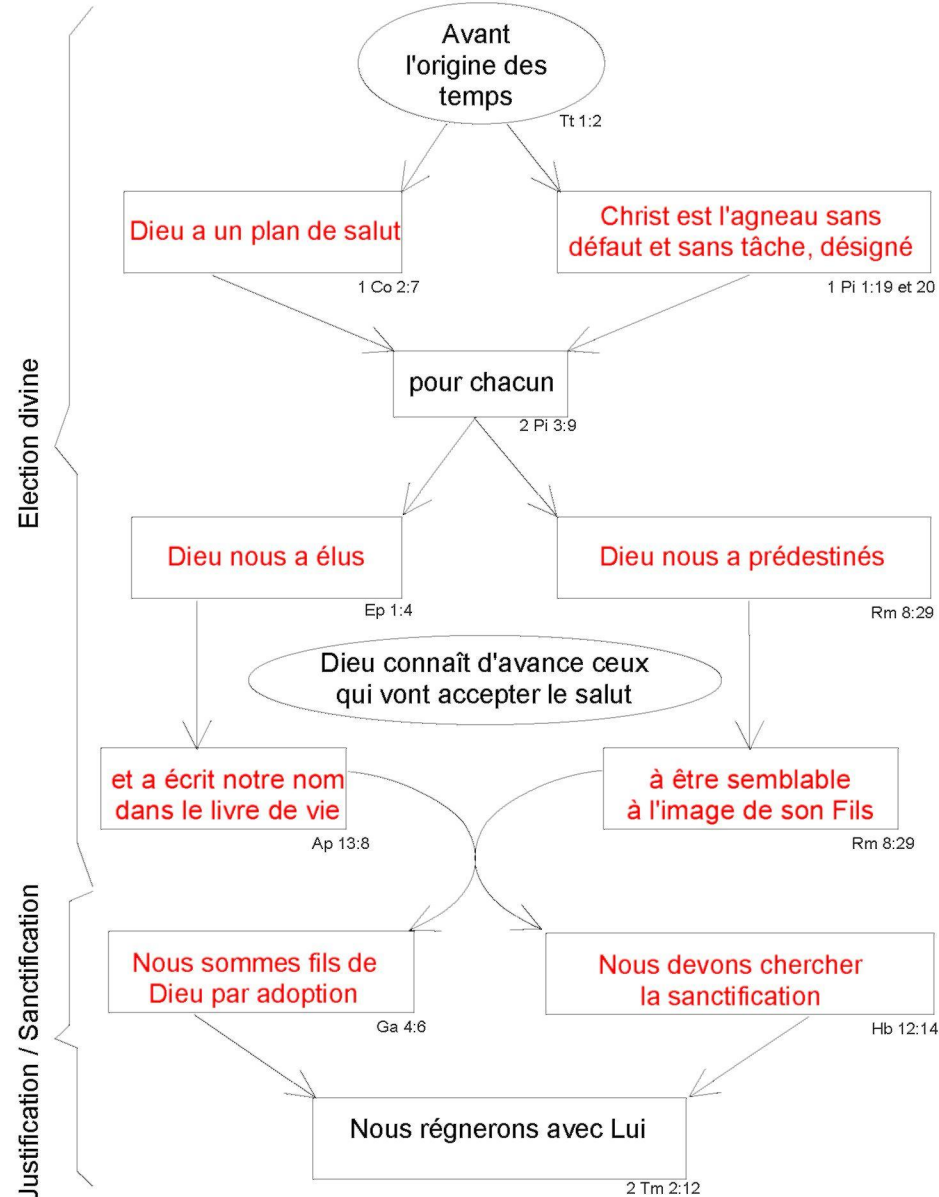 Avant
l'origine des
temps
Tt 1:2
Dieu a un plan de salut
1 Co 2:7
Christ est l'agneau sans
défaut et sans tâche, désigné
1 Pi 1:19 et 20
pour chacun
2 Pi 3:9
Election divine
Dieu nous a élus
Ep 1:4
Dieu nous a prédestinés
Rm 8:29
Dieu connaît d'avance ceux
qui vont accepter le salut
et a écrit notre nom
dans le livre de vie
Ap 13:8
à être semblable
à l'image de son Fils
Rm 8:29
Justification / Sanctification
Nous sommes fils de
Dieu par adoption
Ga 4:6
Nous devons chercher
la sanctification
Hb 12:14
Nous régnerons avec Lui
2 Tm 2:12